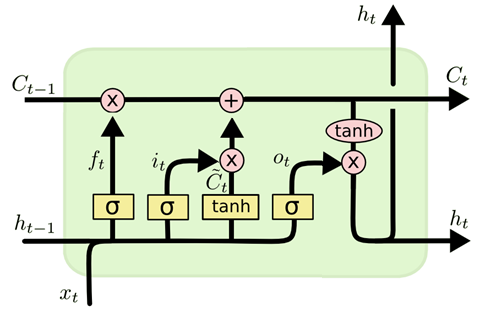 h_t
C_{t-1}
C_t
x
+
tanh
f_t
i_t
x
o_t
x
C̃_t
σ
σ
tanh
σ
h_{t-1}
h_t
x_t